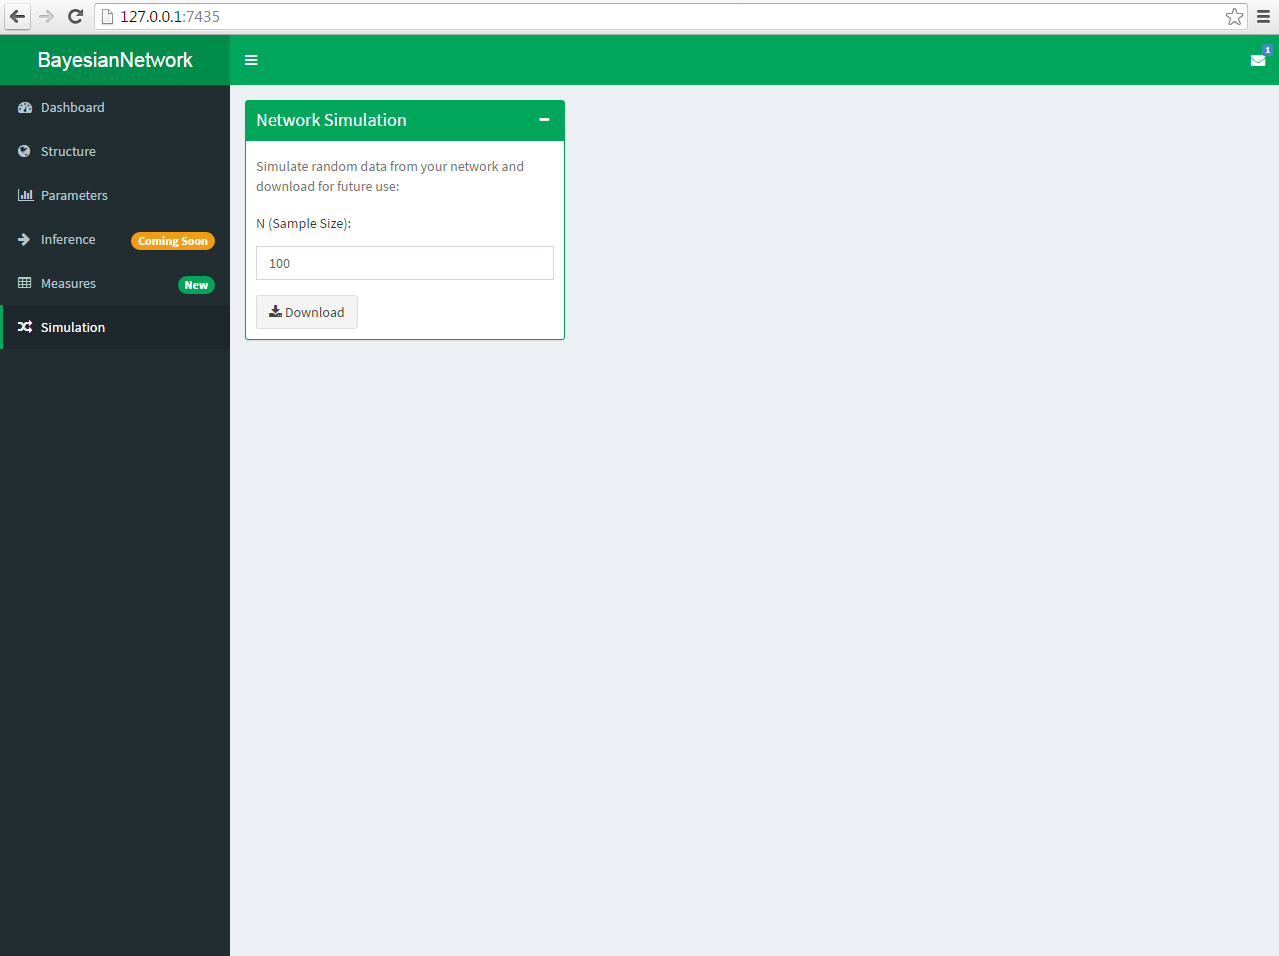 127.0.0.1:7435
BayesianNetwork
1
Dashboard
Structure
Parameters
Inference Coming Soon
Measures New
Simulation
Network Simulation
Simulate random data from your network and
download for future use:
N (Sample Size):
100
Download